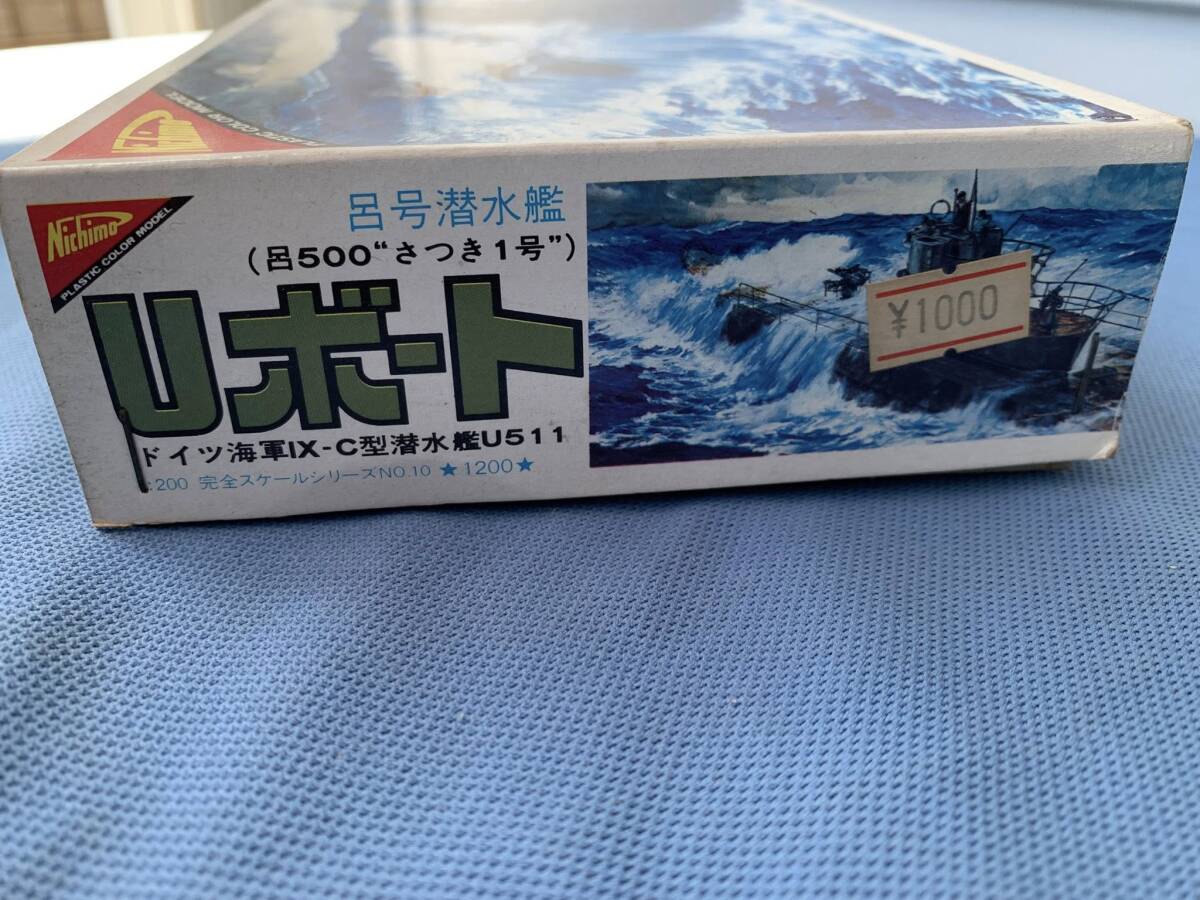 Nichimo
PLASTIC COLOR MODEL
呂号潜水艦
(呂500“さつき1号”)
Uボート
ドイツ海軍IX-C型潜水艦U511
:200 完全スケールシリーズNO.10 ★1200★
¥1000